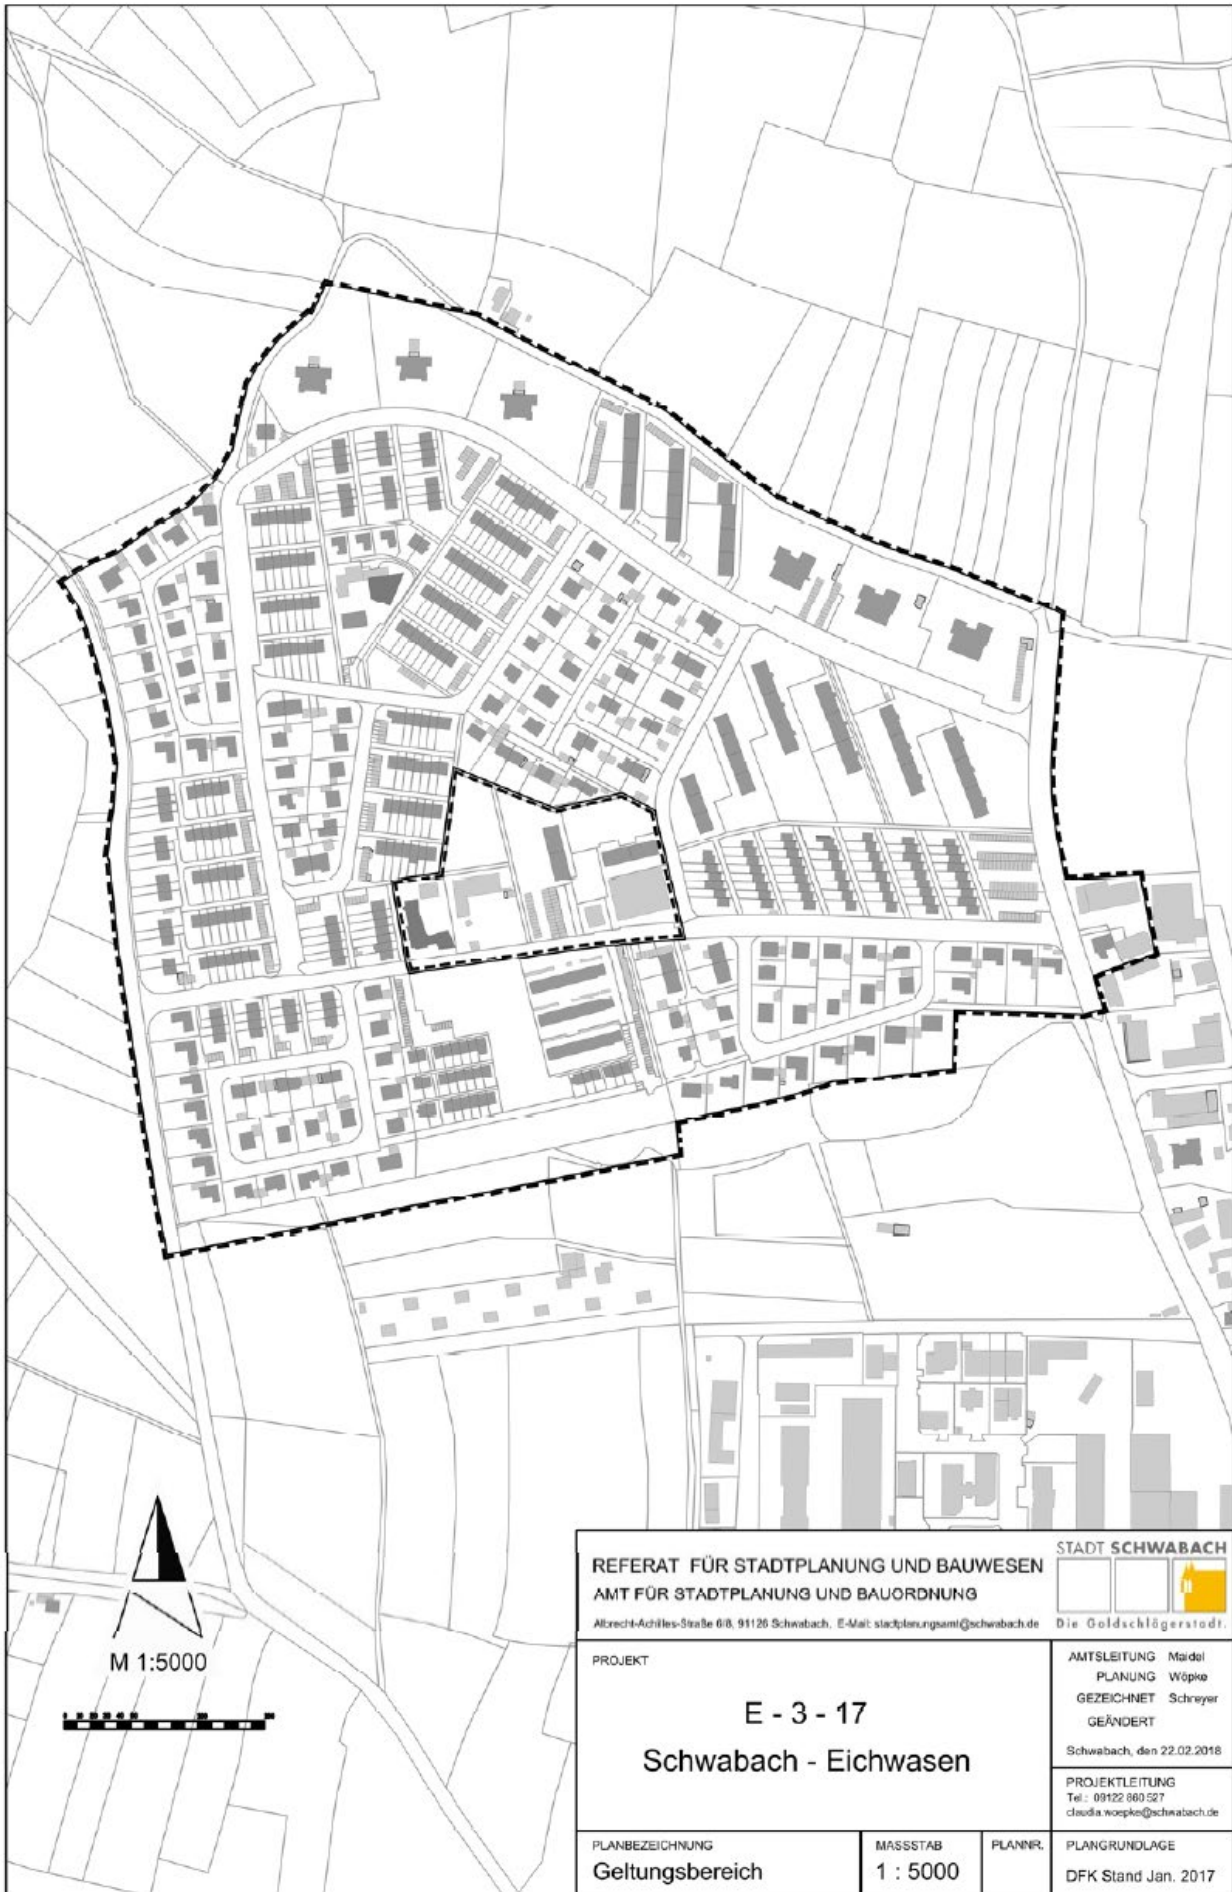 M 1:5000
REFERAT FÜR STADTPLANUNG UND BAUWESEN
AMT FÜR STADTPLANUNG UND BAUORDNUNG
Albrecht-Achilles-Straße 6/8, 91126 Schwabach, E-Mail: stadtplanungsamt@schwabach.de
STADT SCHWABACH
Die Goldschlägerstadt.
PROJEKT
E - 3 - 17
Schwabach - Eichwasen
AMTSLEITUNG Maidel
PLANUNG Wöpke
GEZEICHNET Schreyer
GEÄNDERT
Schwabach, den 22.02.2018
PROJEKTLEITUNG
Tel.: 09122 860 527
claudia.woepke@schwabach.de
PLANBEZEICHNUNG
Geltungsbereich
MASSSTAB
1 : 5000
PLANNR.
PLANGRUNDLAGE
DFK Stand Jan. 2017